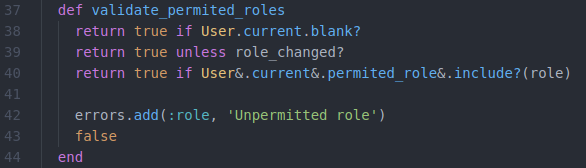 37 def validate_permited_roles
38 return true if User.current.blank?
39 return true unless role_changed?
40 return true if User&.current&.permited_role&.include?(role)
41
42 errors.add(:role, 'Unpermitted role')
43 false
44 end